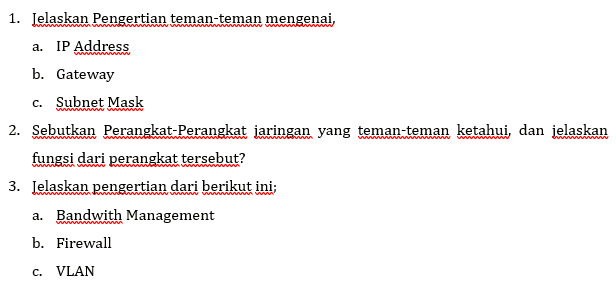 1. Jelaskan Pengertian teman-teman mengenai,
a. IP Address
b. Gateway
c. Subnet Mask
2. Sebutkan Perangkat-Perangkat jaringan yang teman-teman ketahui, dan jelaskan
fungsi dari perangkat tersebut?
3. Jelaskan pengertian dari berikut ini;
a. Bandwith Management
b. Firewall
c. VLAN